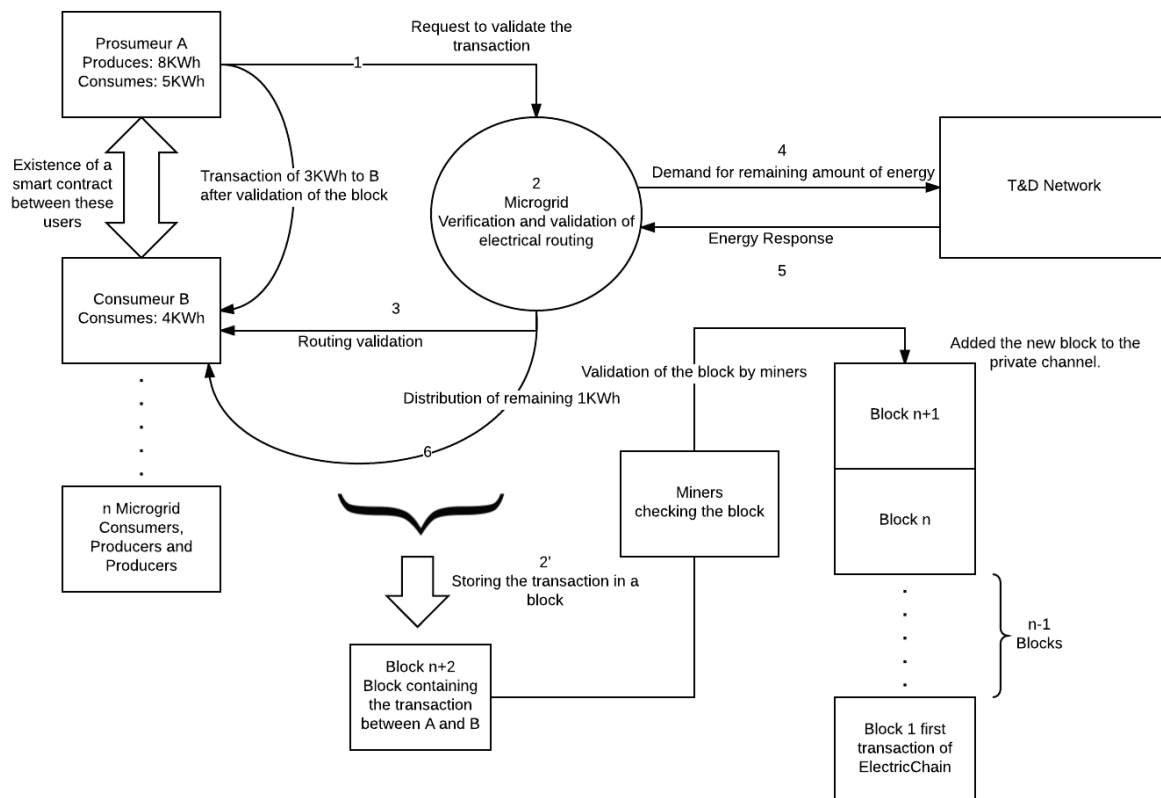 Prosumeur A
Produces: 8KWh
Consumes: 5KWh
Request to validate the
transaction
1
Existence of a
smart contract
between these
users
Transaction of 3KWh to B
after validation of the block
2
Microgrid
Verification and validation of
electrical routing
4
Demand for remaining amount of energy
T&D Network
Energy Response
5
Consumeur B
Consumes: 4KWh
3
Routing validation
Distribution of remaining 1KWh
6
n Microgrid
Consumers,
Producers and
Producers
2'
Storing the transaction in a
block
Block n+2
Block containing
the transaction
between A and B
Miners
checking the block
Validation of the block by miners
Added the new block to the
private channel.
Block n+1
Block n
n-1
Blocks
Block 1 first
transaction of
ElectricChain